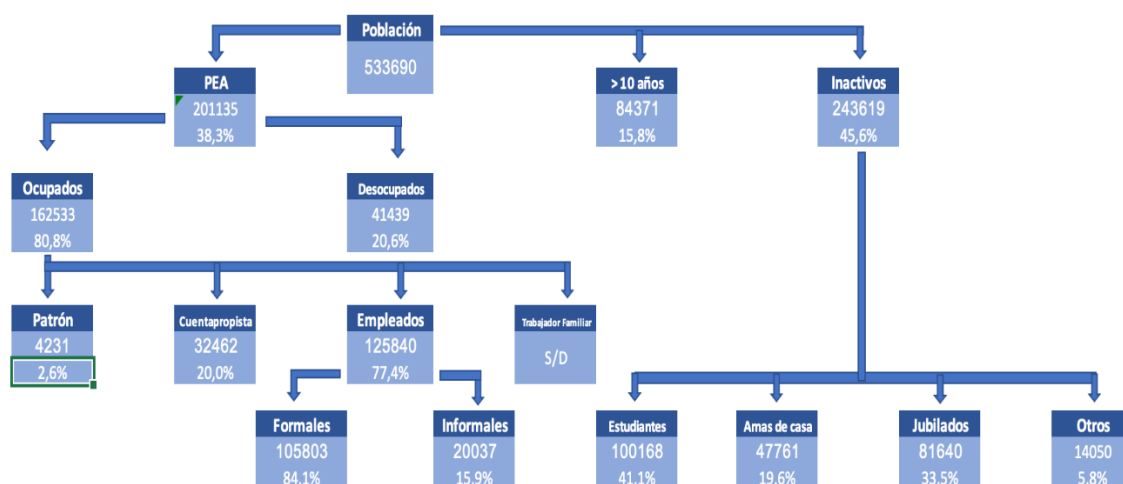 Población
533690
PEA
201135
38,3%
> 10 años
84371
15,8%
Inactivos
243619
45,6%
Ocupados
162533
80,8%
Desocupados
41439
20,6%
Patrón
4231
2,6%
Cuentapropista
32462
20,0%
Empleados
125840
77,4%
Trabajador Familiar
S/D
Formales
105803
84,1%
Informales
20037
15,9%
Estudiantes
100168
41,1%
Amas de casa
47761
19,6%
Jubilados
81640
33,5%
Otros
14050
5,8%